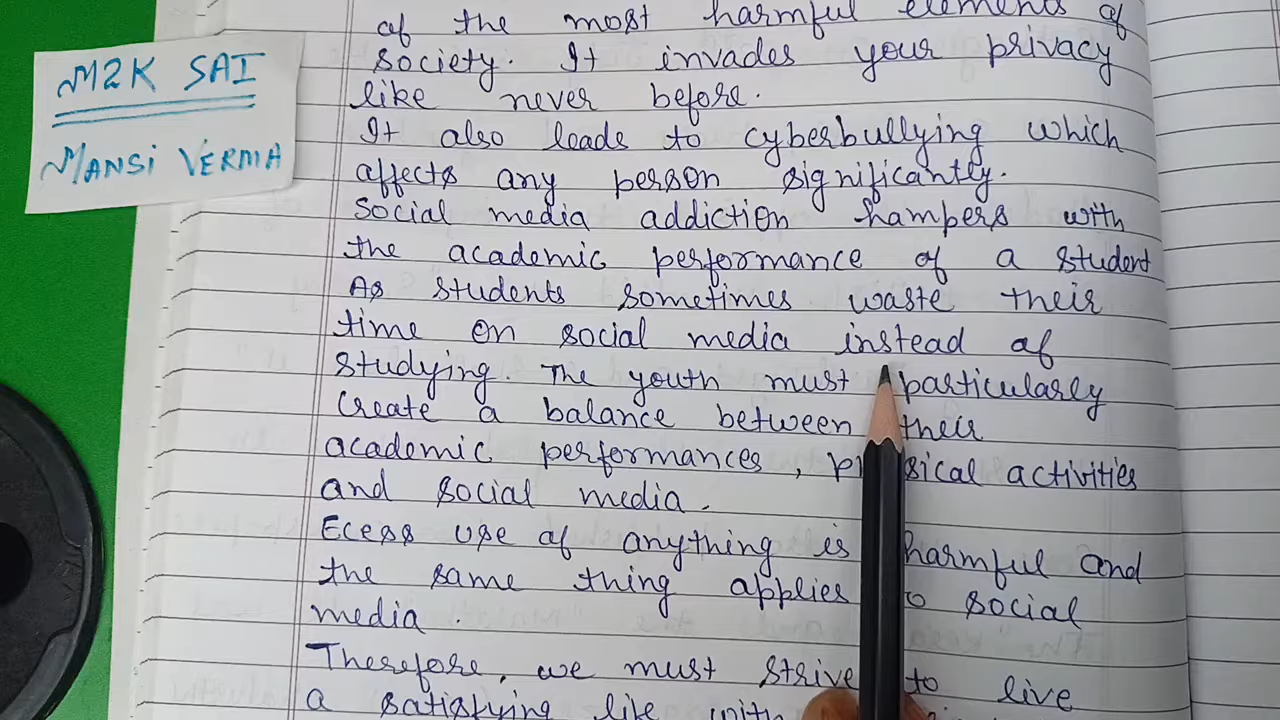 M2K SAI
MANSI VERMA
of the most harmful elements of
society. It invades your privacy
like never before.
It also leads to cyberbullying which
affects any person significantly.
social media addiction hampers with
the academic performance of a student
As students sometimes waste their
time on social media instead of
studying. The youth must particularly
create a balance between their
academic performances, sical activities
and social media.
Ecess use of anything is harmful and
the same thing applies to social
media.
Therefore, we must strive to live
a satisfying life with